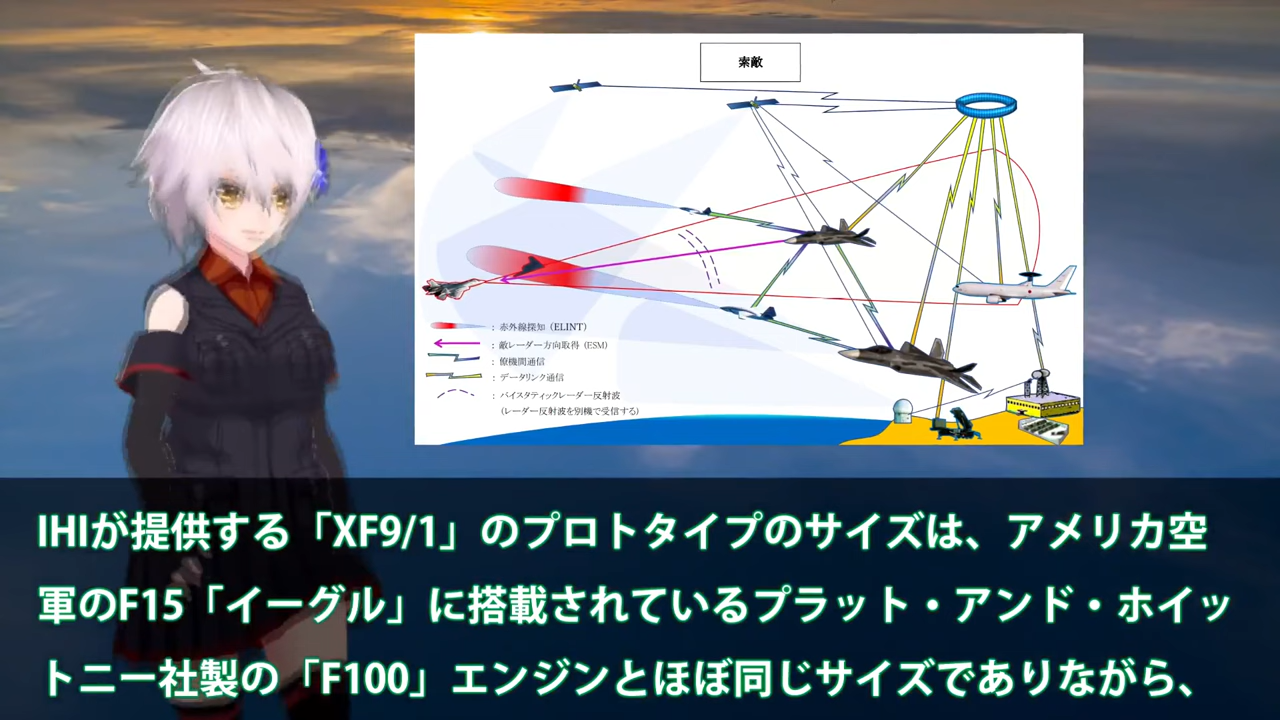 索敵
：赤外線探知（ELINT）
：敵レーダー方向取得（ESM）
：僚機間通信
：データリンク通信
：バイスタティックレーダー反射波
（レーダー反射波を別機で受信する）
IHIが提供する「XF9/1」のプロトタイプのサイズは、アメリカ空
軍のF15「イーグル」に搭載されているプラット・アンド・ホイッ
トニー社製の「F100」エンジンとほぼ同じサイズでありながら、